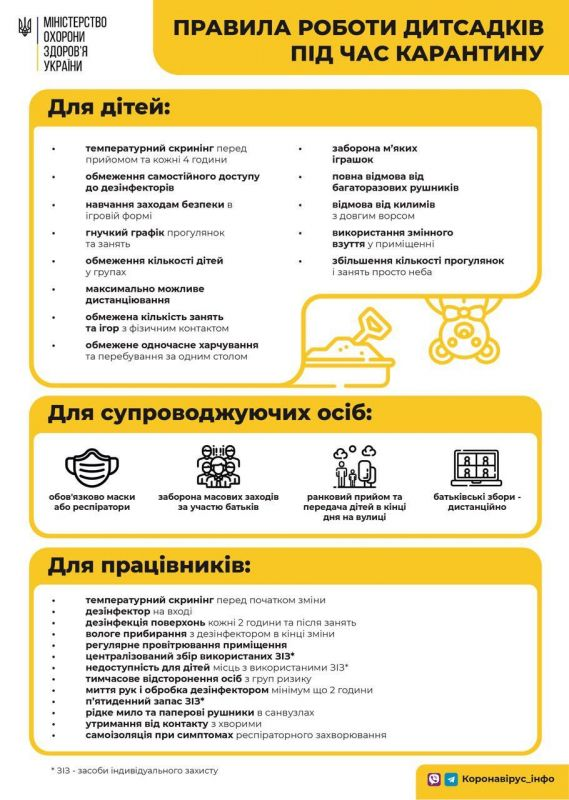 МІНІСТЕРСТВО
ОХОРОНИ
ЗДОРОВ'Я
УКРАЇНИ
ПРАВИЛА РОБОТИ ДИТСАДКІВ
ПІД ЧАС КАРАНТИНУ
Для дітей:
• температурний скринінг перед
прийомом та кожні 4 години
• обмеження самостійного доступу
до дезінфекторів
• навчання заходам безпеки в
ігровій формі
• гнучкий графік прогулянок
та занять
• обмеження кількості дітей
у групах
• максимально можливе
дистанціювання
• обмежена кількість занять
та ігор з фізичним контактом
• обмежене одночасне харчування
та перебування за одним столом
• заборона м'яких
іграшок
• повна відмова від
багаторазових рушників
• відмова від килимів
з довгим ворсом
• використання змінного
взуття у приміщенні
• збільшення кількості прогулянок
і занять просто неба
Для супроводжуючих осіб:
обов'язково маски
або респіратори
заборона масових заходів
за участю батьків
ранковий прийом та
передача дітей в кінці
дня на вулиці
батьківські збори -
дистанційно
Для працівників:
• температурний скринінг перед початком зміни
• дезінфектор на вході
• дезінфекція поверхонь кожні 2 години та після занять
• вологе прибирання з дезінфектором в кінці зміни
• регулярне провітрювання приміщення
• централізований збір використаних ЗІЗ*
• недоступність для дітей місць з використаними ЗІЗ*
• тимчасове відсторонення осіб з груп ризику
• миття рук і обробка дезінфектором мінімум що 2 години
• п'ятиденний запас ЗІЗ*
• рідке мило та паперові рушники в санвузлах
• утримання від контакту з хворими
• самоізоляція при симптомах респіраторного захворювання
* ЗІЗ - засоби індивідуального захисту
Коронавірус_інфо